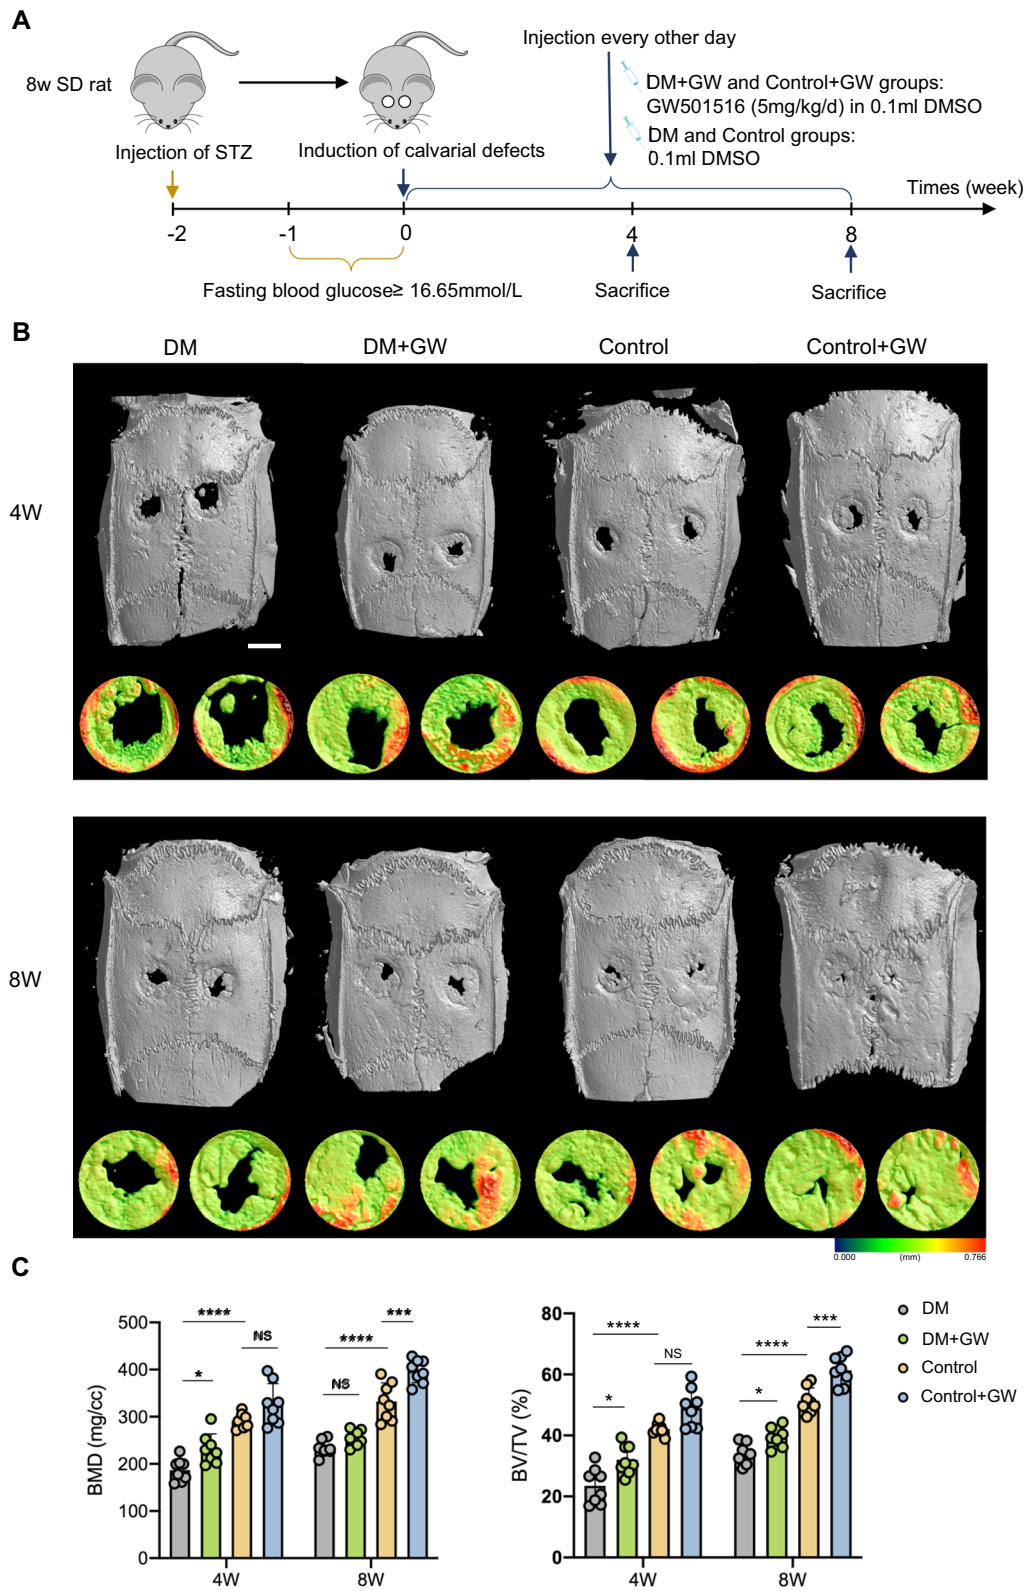 A
8w SD rat
Injection of STZ
Induction of calvarial defects
Injection every other day
DM+GW and Control+GW groups:
GW501516 (5mg/kg/d) in 0.1ml DMSO
DM and Control groups:
0.1ml DMSO
Times (week)
-2 -1 0 4 8
Fasting blood glucose≥ 16.65mmol/L
Sacrifice
Sacrifice
B
DM DM+GW Control Control+GW
4W
8W
0.000 (mm) 0.766
C
BMD (mg/cc)
500
400
300
200
100
0
**** NS * **** *** NS
4W 8W
BV/TV (%)
80
60
40
20
0
**** NS * **** *** *
4W 8W
DM
DM+GW
Control
Control+GW